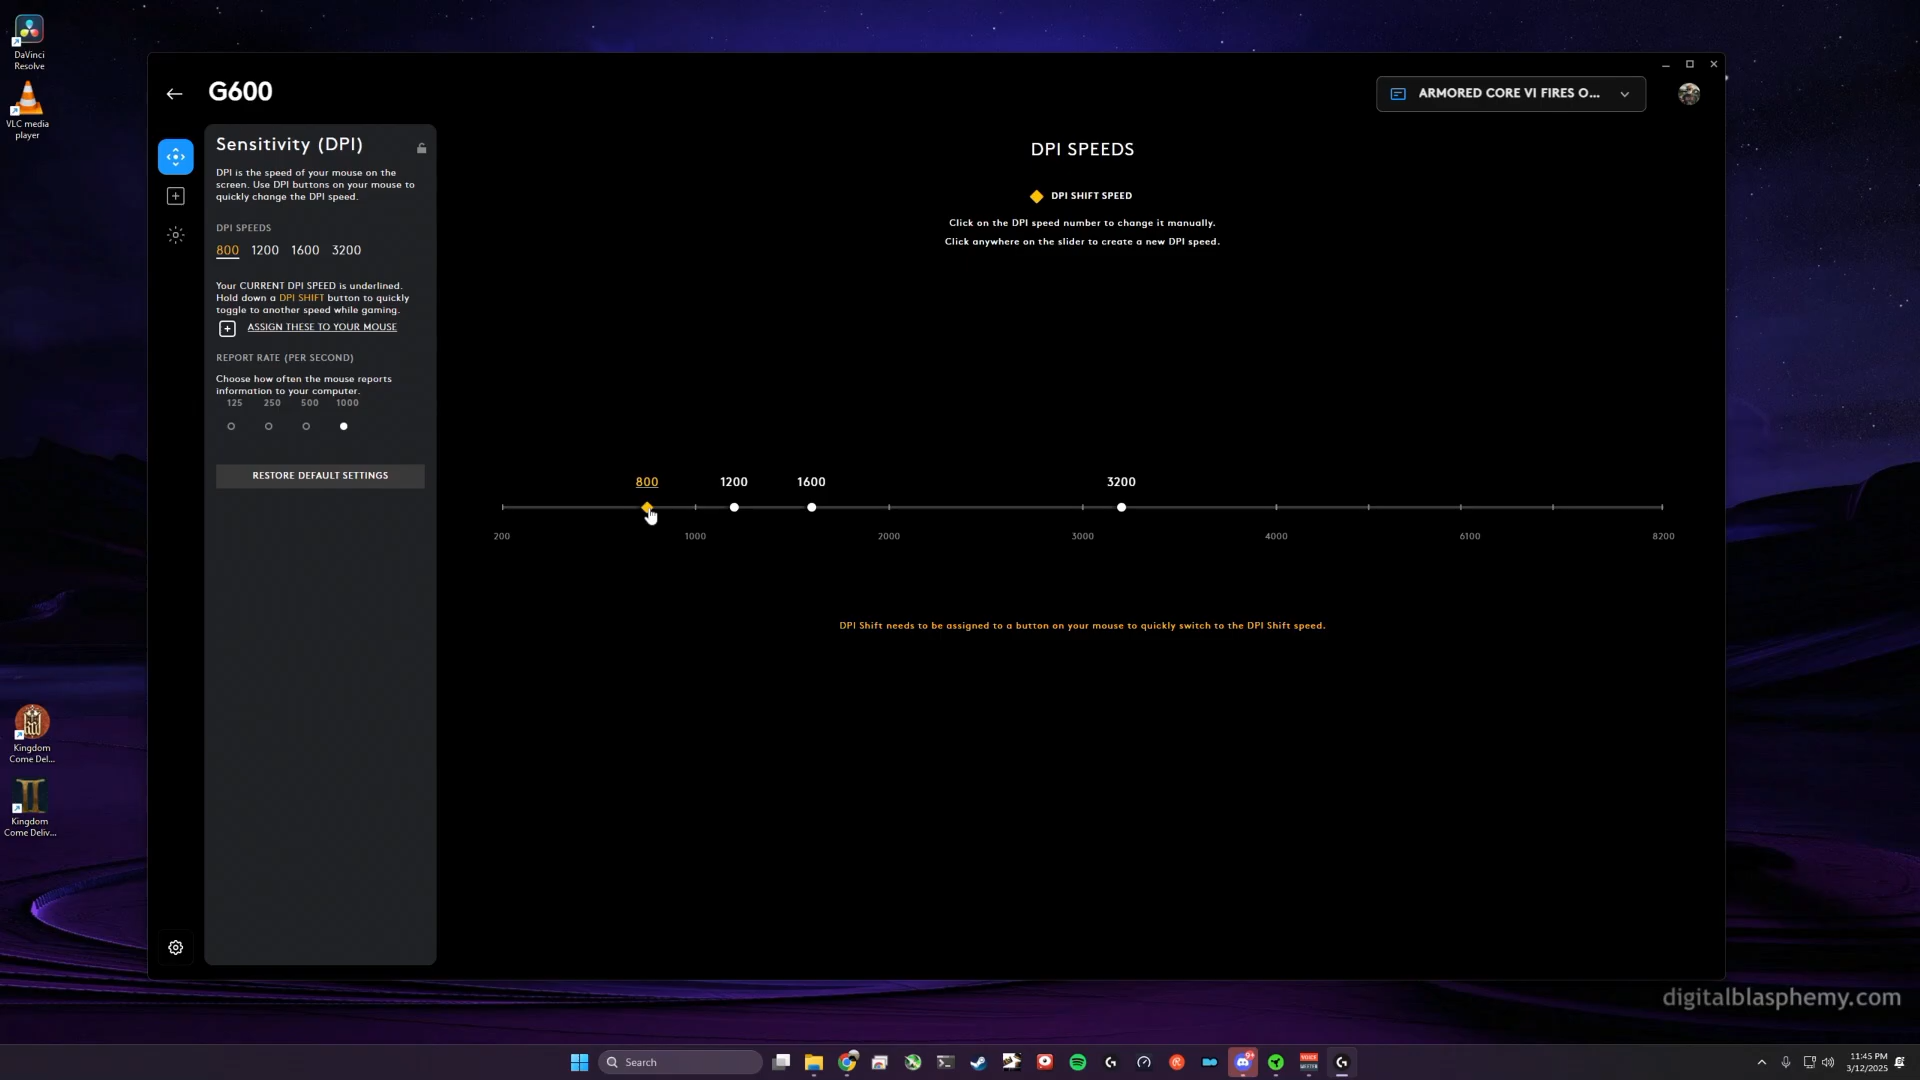 DaVinci
Resolve
VLC media
player
G600
ARMORED CORE VI FIRES O...
Sensitivity (DPI)
DPI is the speed of your mouse on the
screen. Use DPI buttons on your mouse to
quickly change the DPI speed.
DPI SPEEDS
800 1200 1600 3200
Your CURRENT DPI SPEED is underlined.
Hold down a DPI SHIFT button to quickly
toggle to another speed while gaming.
ASSIGN THESE TO YOUR MOUSE
REPORT RATE (PER SECOND)
Choose how often the mouse reports
information to your computer.
125 250 500 1000
RESTORE DEFAULT SETTINGS
DPI SPEEDS
DPI SHIFT SPEED
Click on the DPI speed number to change it manually.
Click anywhere on the slider to create a new DPI speed.
800 1200 1600 3200
200 1000 2000 3000 4000 6100 8200
DPI Shift needs to be assigned to a button on your mouse to quickly switch to the DPI Shift speed.
Kingdom
Come Del...
Kingdom
Come Deliv...
digitalblasphemy.com
Search
9+
11:45 PM
3/12/2025